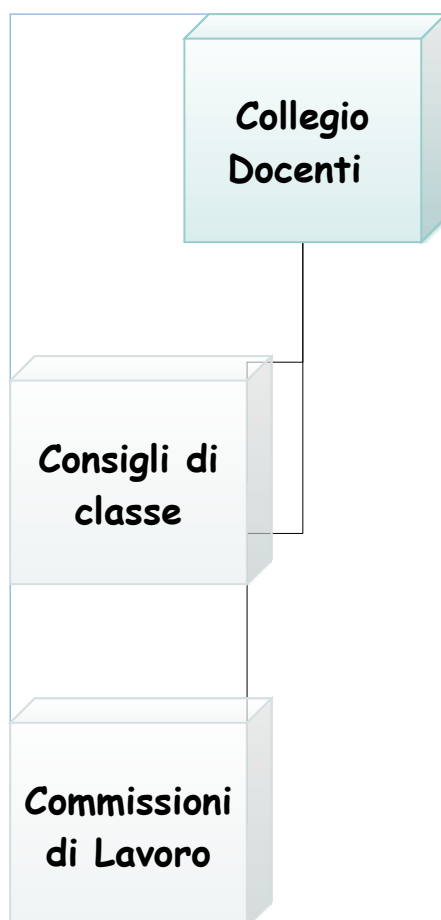 Collegio
Docenti
Consigli di
classe
Commissioni
di Lavoro